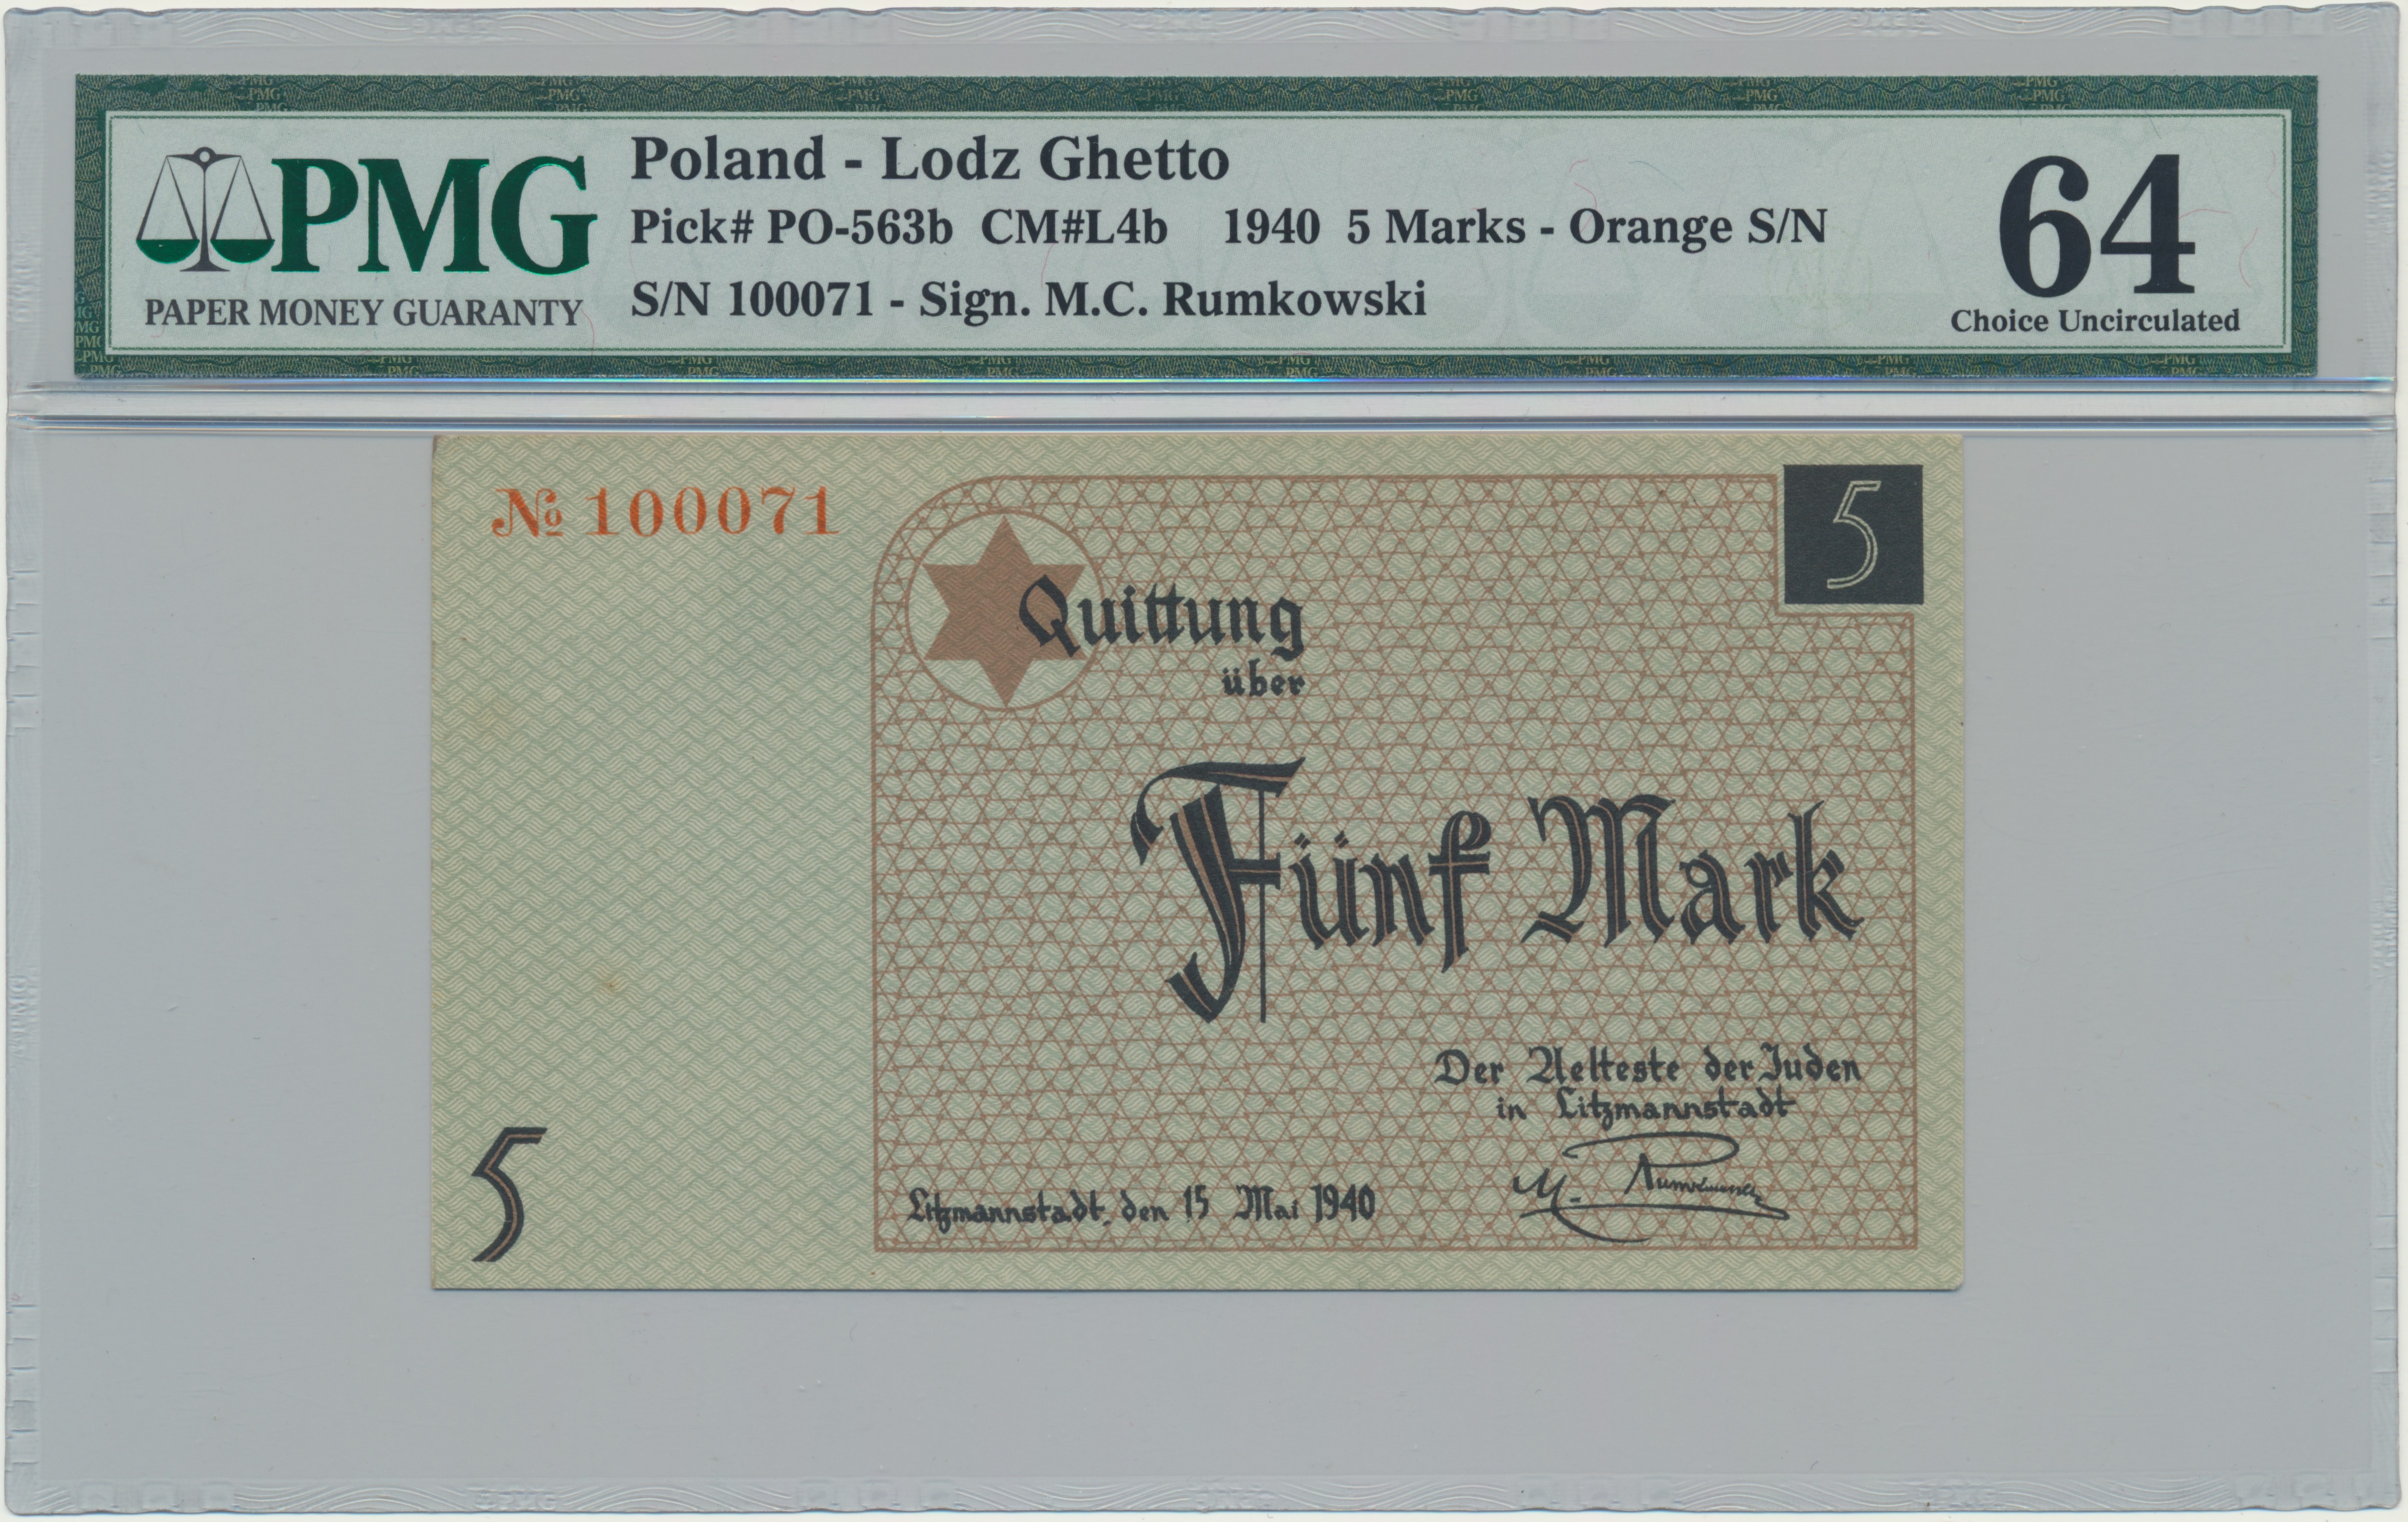 PMG
PAPER MONEY GUARANTY
Poland - Lodz Ghetto
Pick# PO-563b CM#L4b 1940 5 Marks - Orange S/N
S/N 100071 - Sign. M.C. Rumkowski
64
Choice Uncirculated
№ 100071
5
Quittung
über
Fünf Mark
Der Aelteste der Juden
in Litzmannstadt
M. Rumkowski
Litzmannstadt, den 15 Mai 1940
5